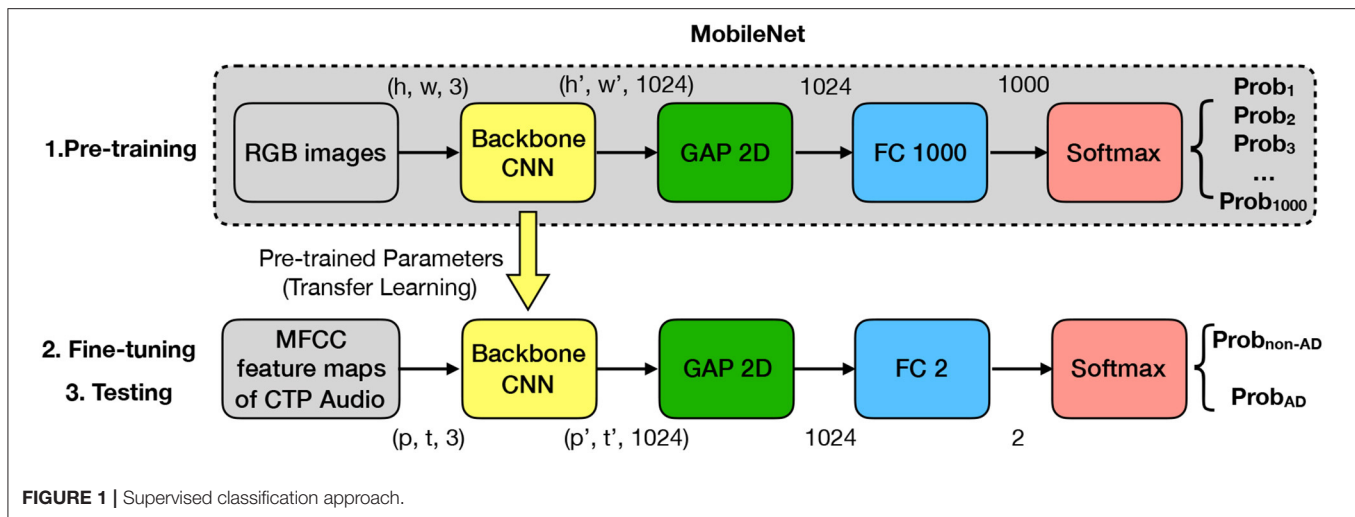 MobileNet
(h, w, 3)
(h', w', 1024)
1024
1000
1.Pre-training
RGB images
Backbone
CNN
GAP 2D
FC 1000
Softmax
Prob₁
Prob₂
Prob₃
...
Prob₁₀₀₀
Pre-trained Parameters
(Transfer Learning)
2. Fine-tuning
3. Testing
MFCC
feature maps
of CTP Audio
Backbone
CNN
GAP 2D
FC 2
Softmax
Probnon-AD
ProbAD
(p, t, 3)
(p', t', 1024)
1024
2
FIGURE 1 | Supervised classification approach.